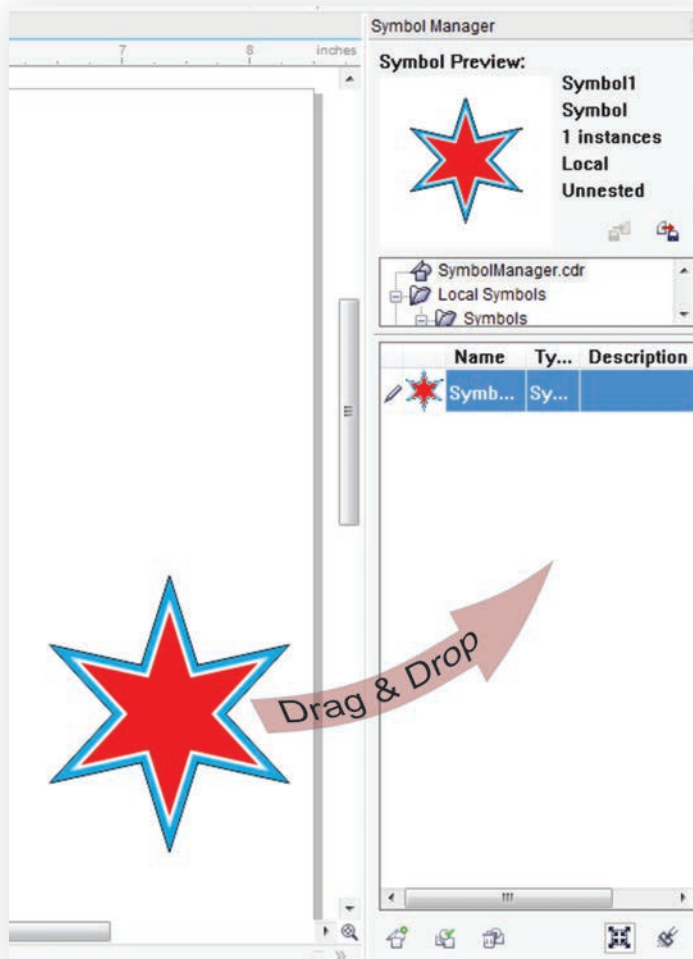 Symbol Manager
7 8 inches
Symbol Preview:
Symbol1
Symbol
1 instances
Local
Unnested
SymbolManager.cdr
Local Symbols
Symbols
Name Ty... Description
Symb... Sy...
Drag & Drop